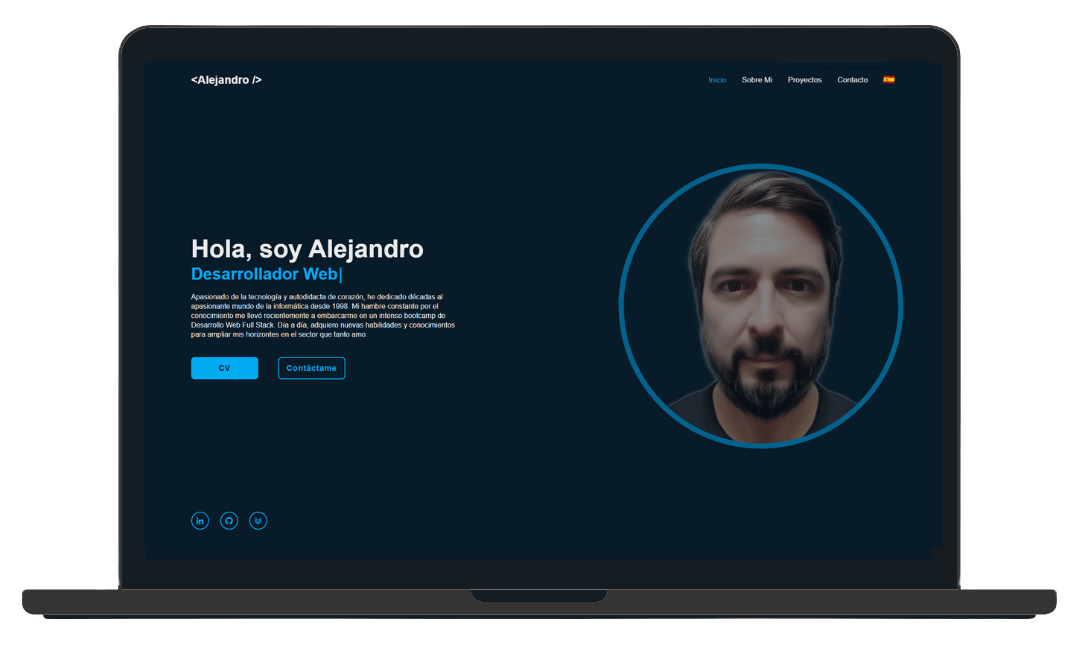 <Alejandro />
Inicio Sobre Mi Proyectos Contacto
Hola, soy Alejandro
Desarrollador Web|
Apasionado de la tecnología y autodidacta de corazón, he dedicado décadas al
apasionante mundo de la informática desde 1998. Mi hambre constante por el
conocimiento me llevó recientemente a embarcarme en un intenso bootcamp de
Desarrollo Web Full Stack. Día a día, adquiero nuevas habilidades y conocimientos
para ampliar mis horizontes en el sector que tanto amo.
CV Contáctame
in